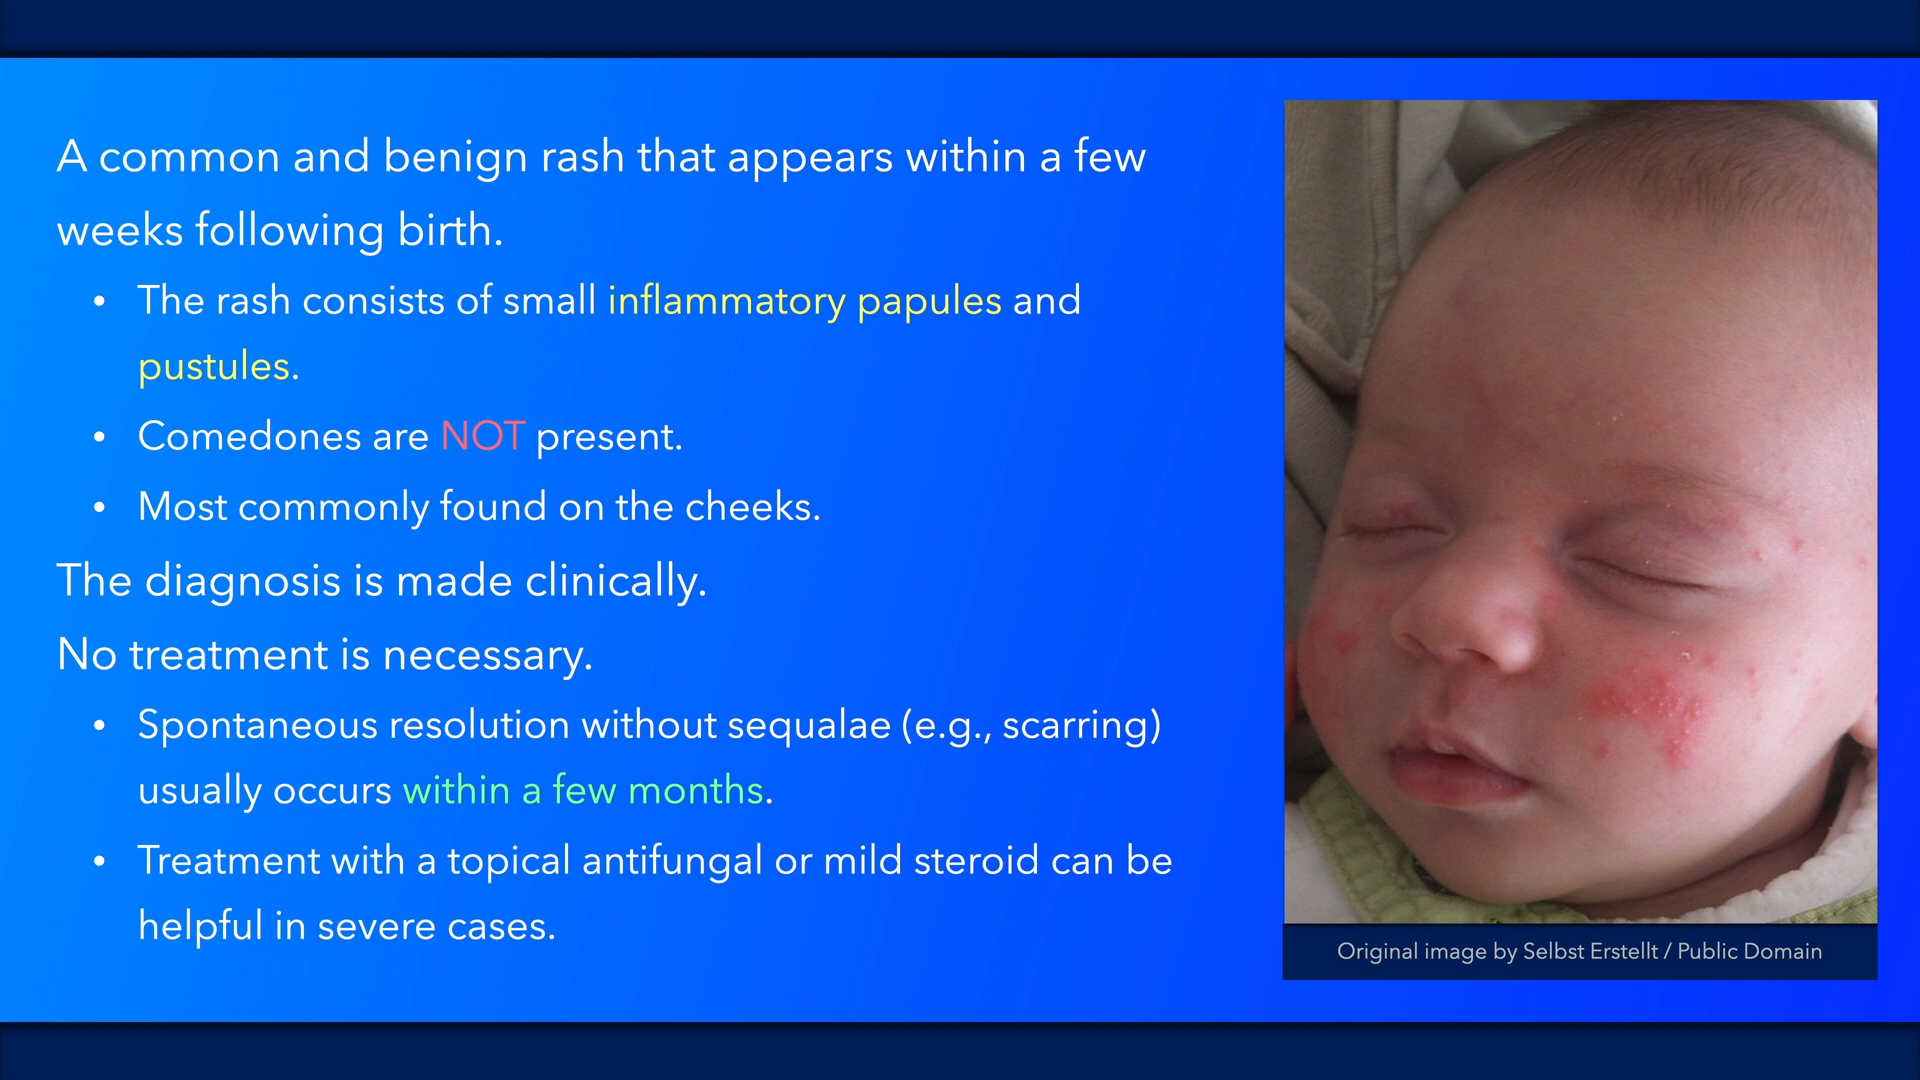 A common and benign rash that appears within a few
weeks following birth.
• The rash consists of small inflammatory papules and
pustules.
• Comedones are NOT present.
• Most commonly found on the cheeks.
The diagnosis is made clinically.
No treatment is necessary.
• Spontaneous resolution without sequalae (e.g., scarring)
usually occurs within a few months.
• Treatment with a topical antifungal or mild steroid can be
helpful in severe cases.
Original image by Selbst Erstellt / Public Domain